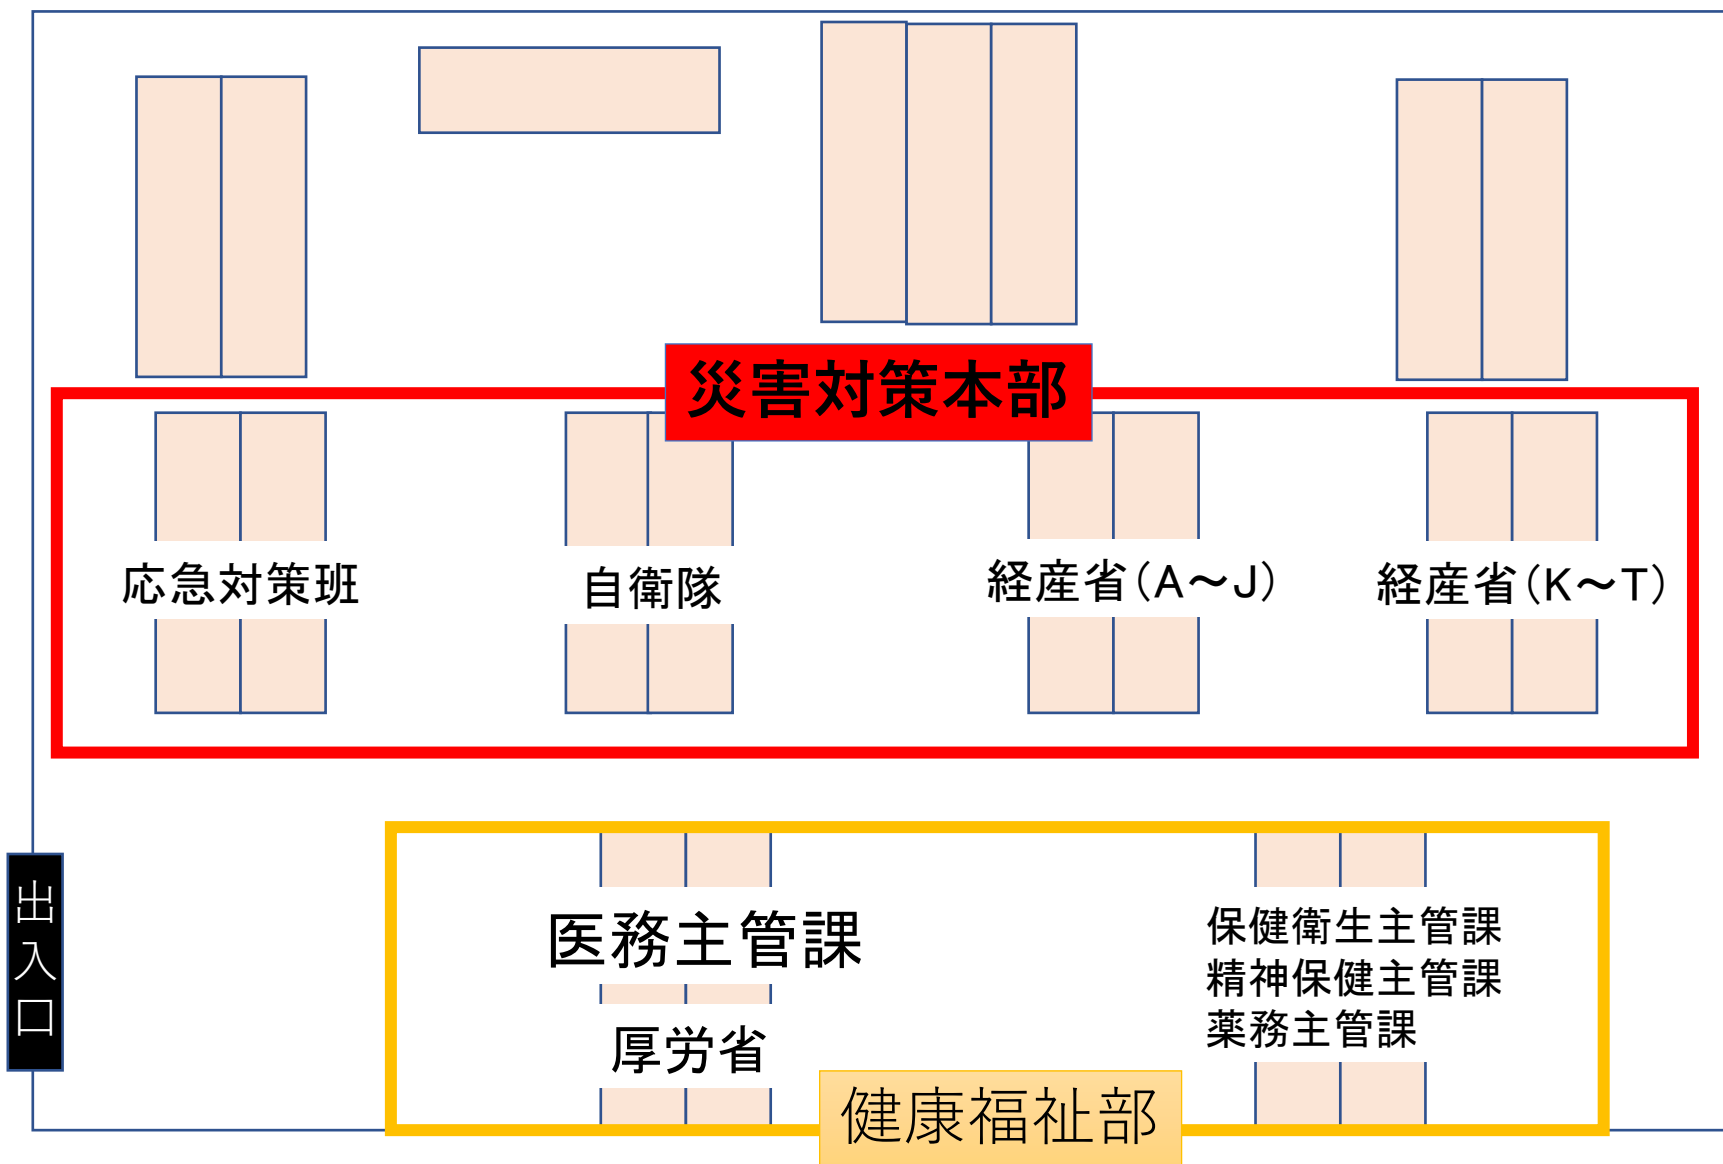 災害対策本部
応急対策班
自衛隊
経産省（A～J）
経産省（K～T）
出入口
医務主管課
厚労省
保健衛生主管課
精神保健主管課
薬務主管課
健康福祉部